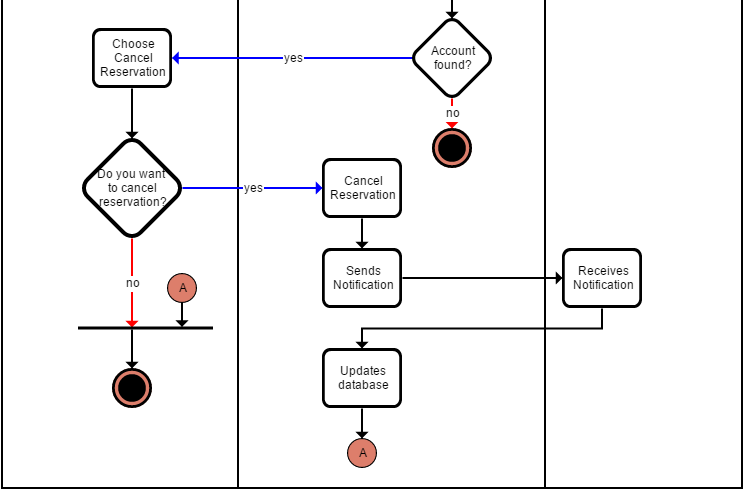 Choose
Cancel
Reservation
yes
Account
found?
no
Do you want
to cancel
reservation?
yes
Cancel
Reservation
no
A
Sends
Notification
Receives
Notification
Updates
database
A